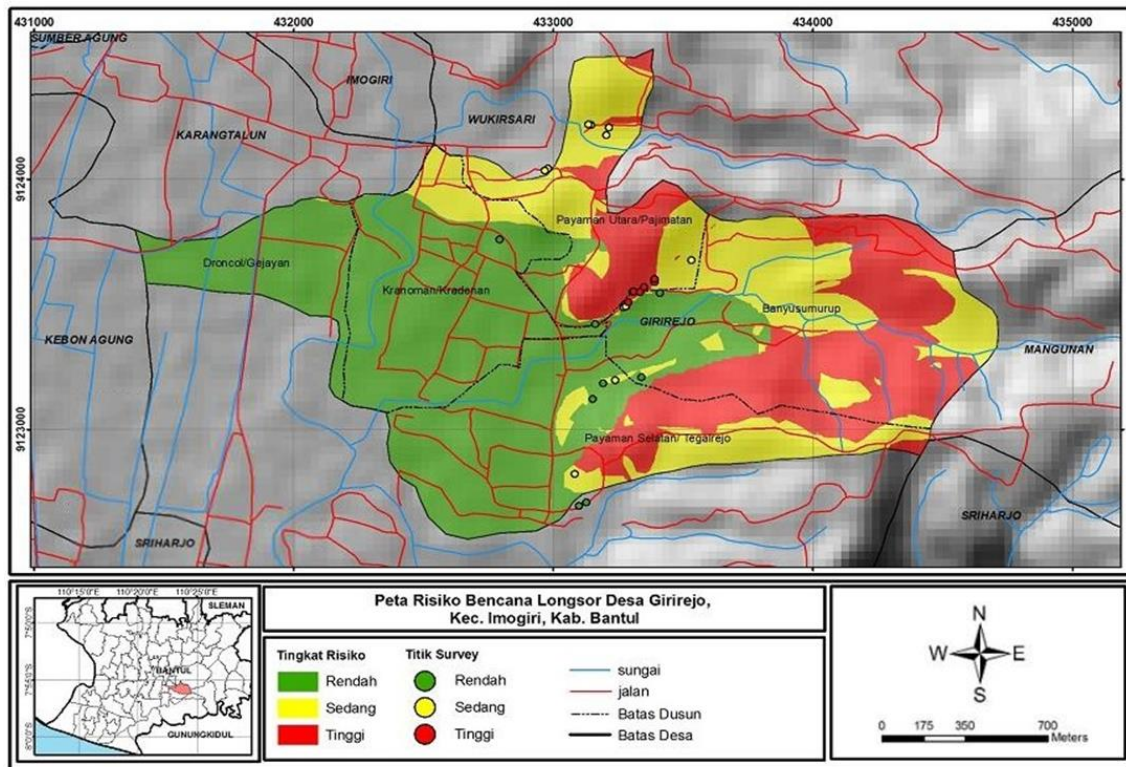 431000 432000 433000 434000 435000
SUMBER AGUNG
IMOGIRI
WUKIRSARI
KARANGTALUN
9124000
Payaman Utara/Pajimatan
Droncol/Gejayan
Kranoman/Kredenan
Banyusumurup
GIRIREJO
KEBON AGUNG
MANGUNAN
9123000
Payaman Selatan/ Tegalrejo
SRIHARJO
SRIHARJO
110°15'0"E 110°20'0"E 110°25'0"E
SLEMAN
BANTUL
GUNUNGKIDUL
Peta Risiko Bencana Longsor Desa Girirejo,
Kec. Imogiri, Kab. Bantul
Tingkat Risiko
Rendah
Sedang
Tinggi
Titik Survey
Rendah
Sedang
Tinggi
sungai
jalan
Batas Dusun
Batas Desa
N
W E
S
0 175 350 700
Meters